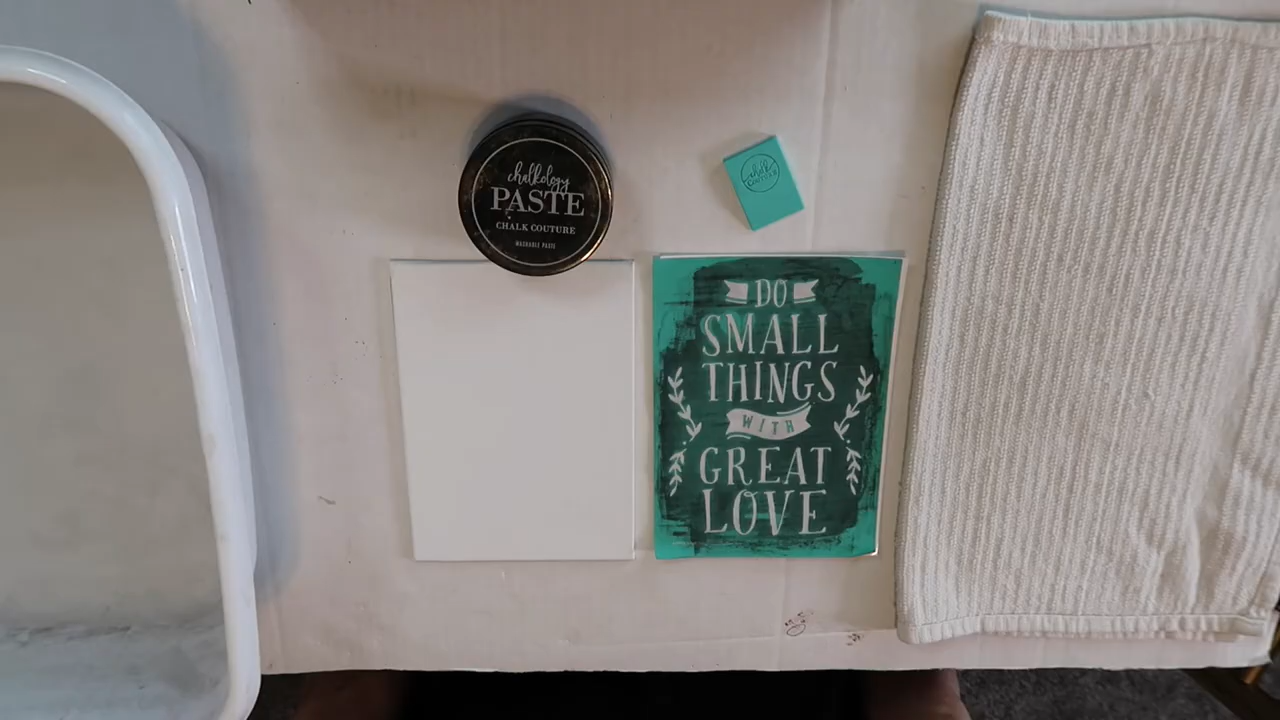 chalkology
PASTE
CHALK COUTURE
WASHABLE PASTE
chalk
COUTURE
DO
SMALL
THINGS
WITH
GREAT
LOVE